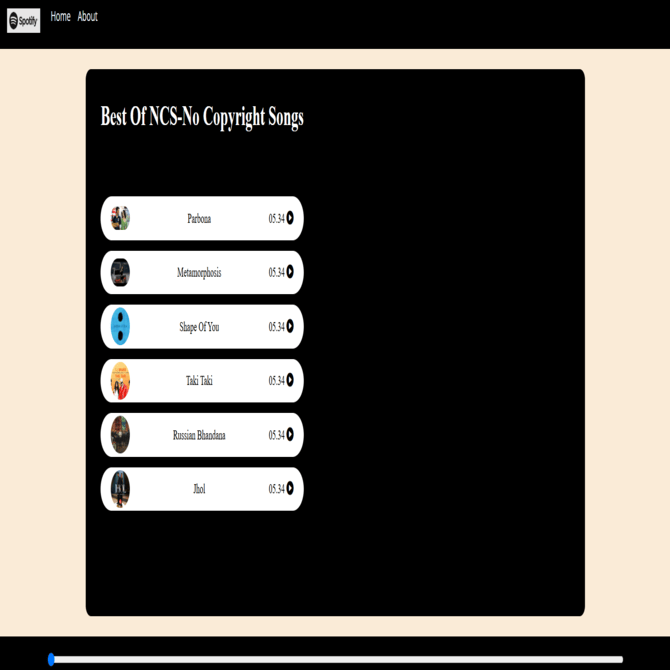 Spotify Home About
Best Of NCS-No Copyright Songs
Parbona 05.34
Metamorphosis 05.34
Shape Of You 05.34
Taki Taki 05.34
Russian Bhandana 05.34
Jhol 05.34